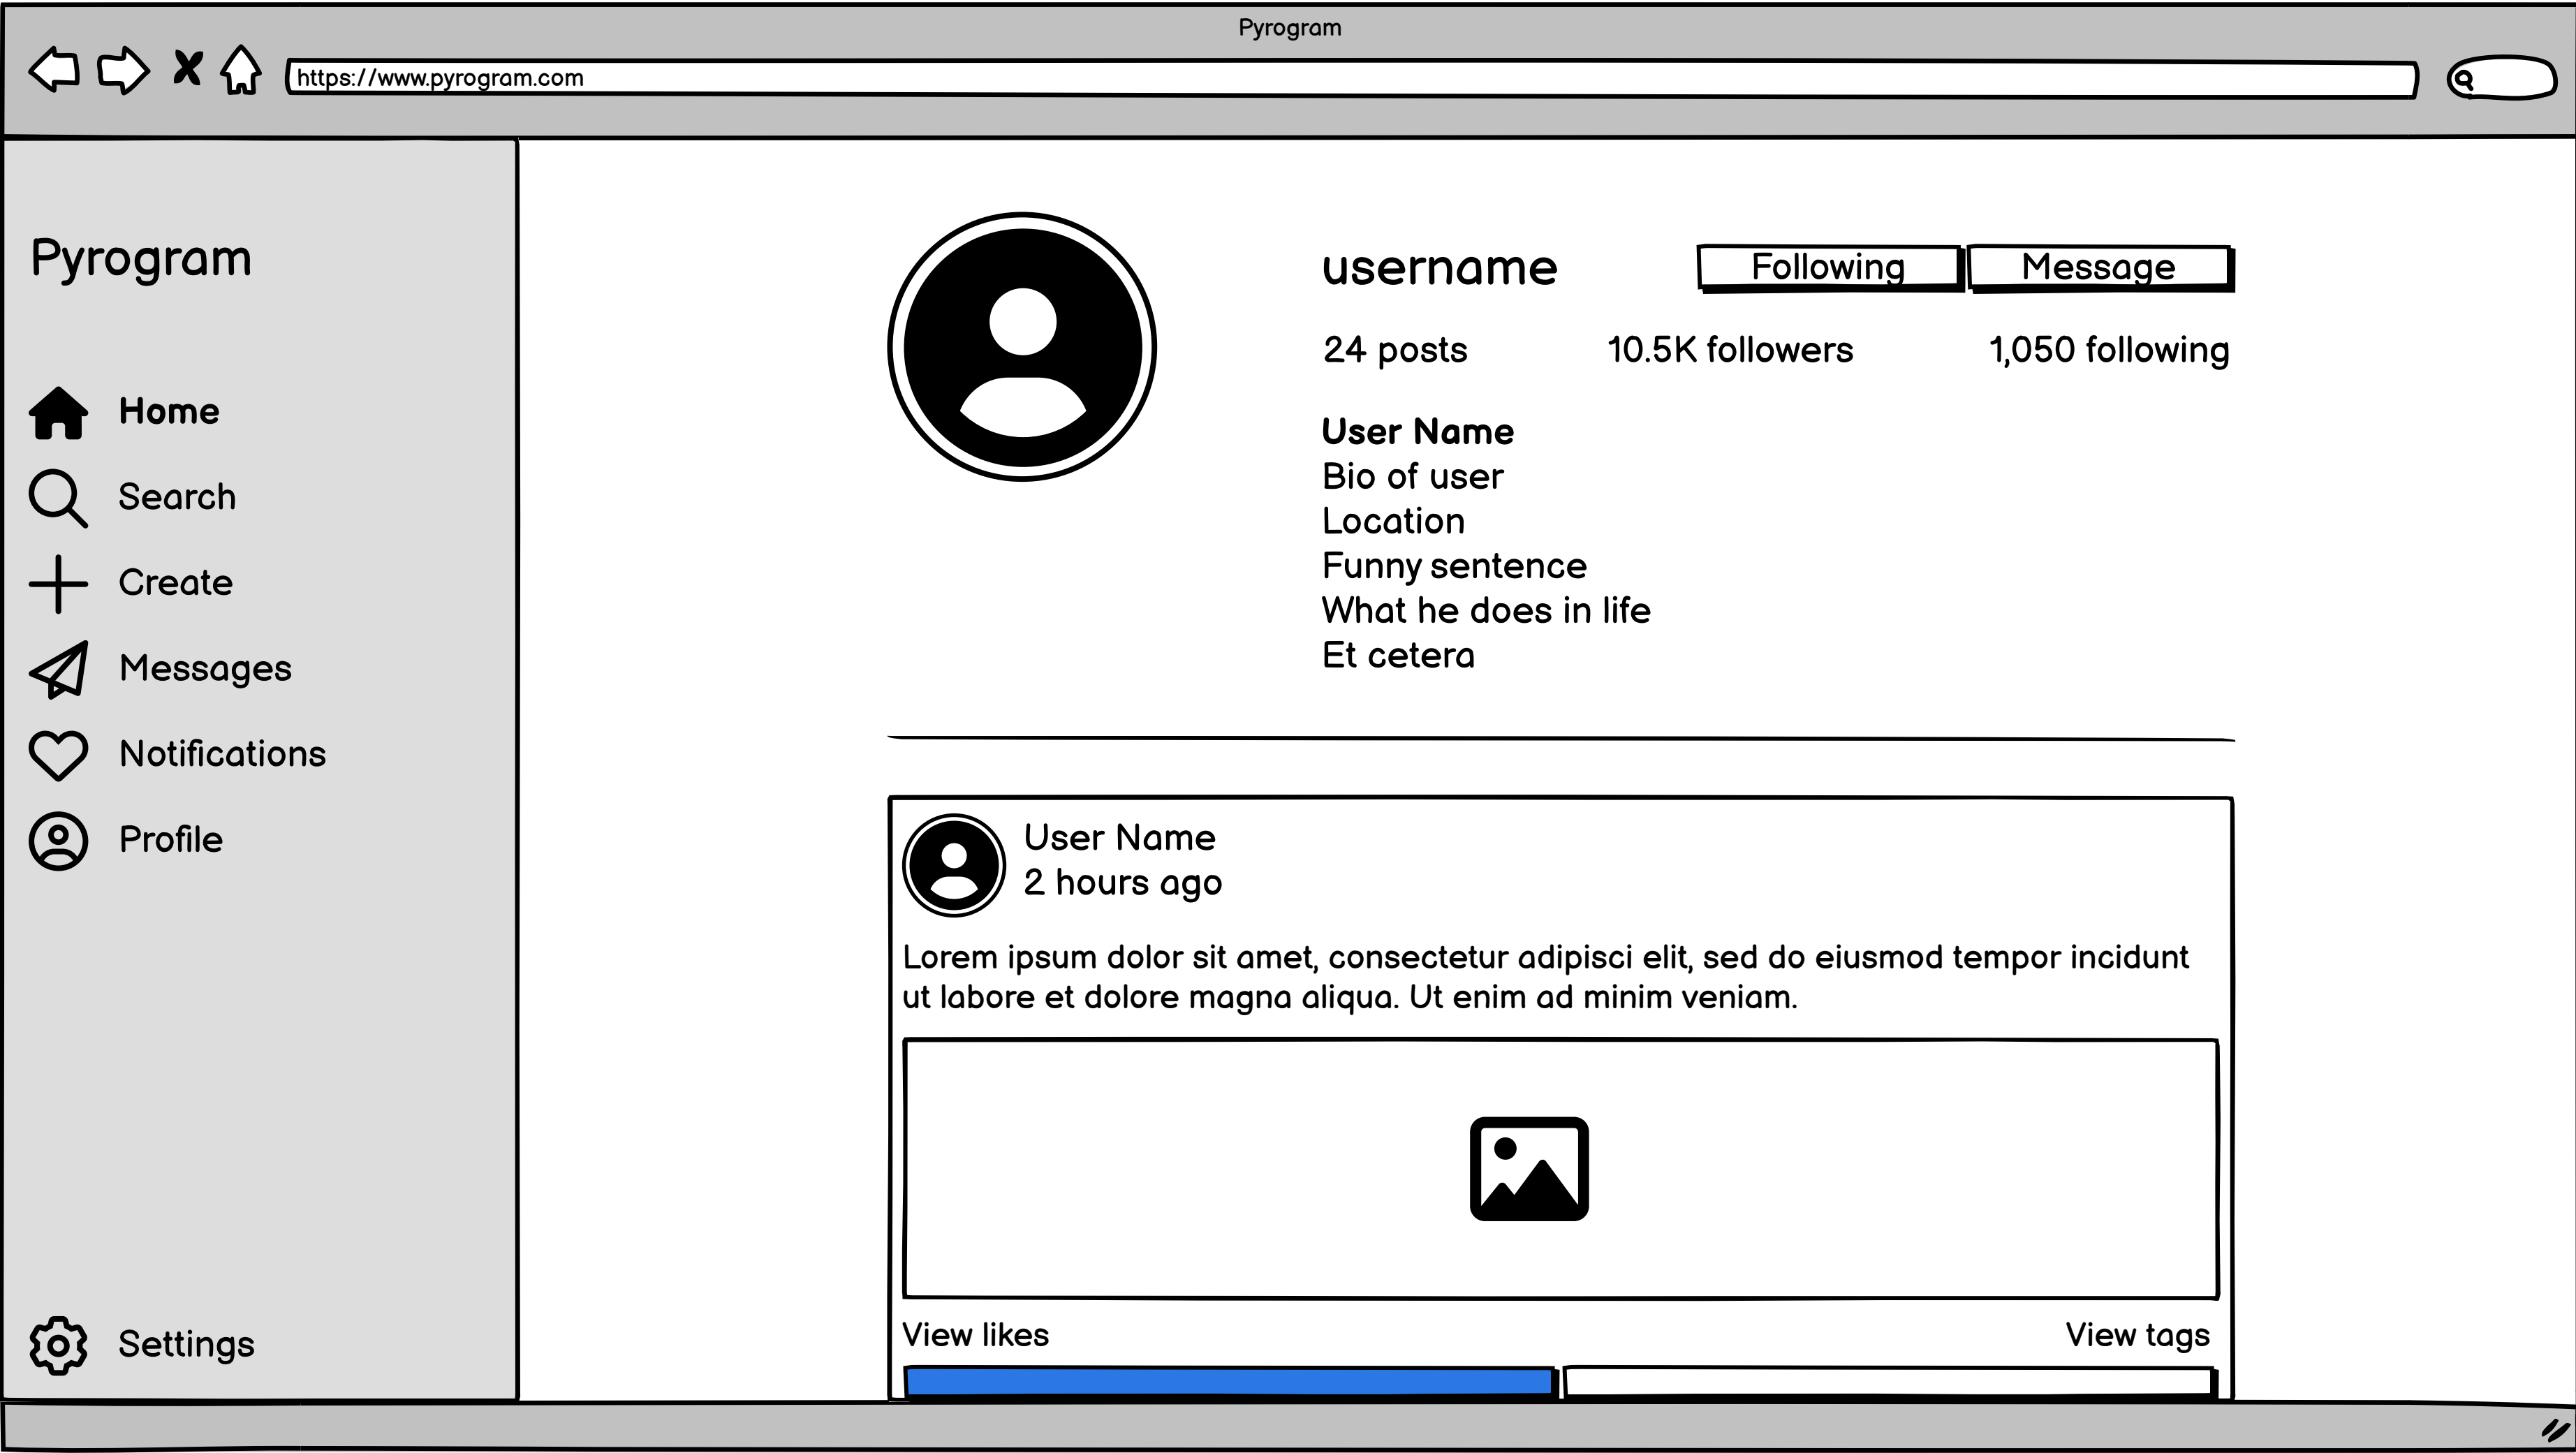 Pyrogram
https://www.pyrogram.com
Pyrogram
Home
Search
Create
Messages
Notifications
Profile
Settings
username
Following
Message
24 posts
10.5K followers
1,050 following
User Name
Bio of user
Location
Funny sentence
What he does in life
Et cetera
User Name
2 hours ago
Lorem ipsum dolor sit amet, consectetur adipisci elit, sed do eiusmod tempor incidunt
ut labore et dolore magna aliqua. Ut enim ad minim veniam.
View likes
View tags